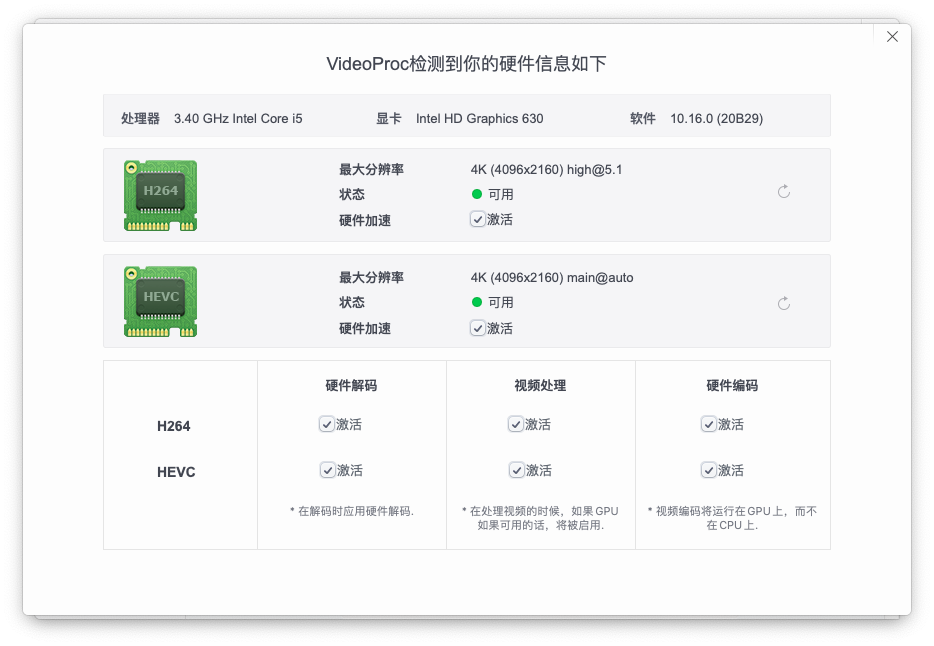 VideoProc检测到你的硬件信息如下
处理器 3.40 GHz Intel Core i5 显卡 Intel HD Graphics 630 软件 10.16.0 (20B29)
H264
最大分辨率 4K (4096x2160) high@5.1
状态 可用
硬件加速 激活
HEVC
最大分辨率 4K (4096x2160) main@auto
状态 可用
硬件加速 激活
硬件解码 视频处理 硬件编码
H264 激活 激活 激活
HEVC 激活 激活 激活
* 在解码时应用硬件解码.
* 在处理视频的时候，如果GPU
如果可用的话，将被启用.
* 视频编码将运行在GPU上，而不
在CPU上.